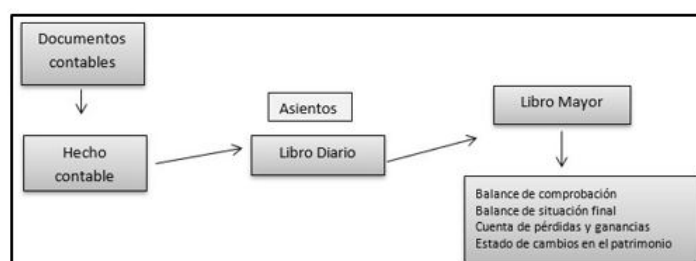 Documentos
contables
Hecho
contable
Asientos
Libro Diario
Libro Mayor
Balance de comprobación
Balance de situación final
Cuenta de pérdidas y ganancias
Estado de cambios en el patrimonio